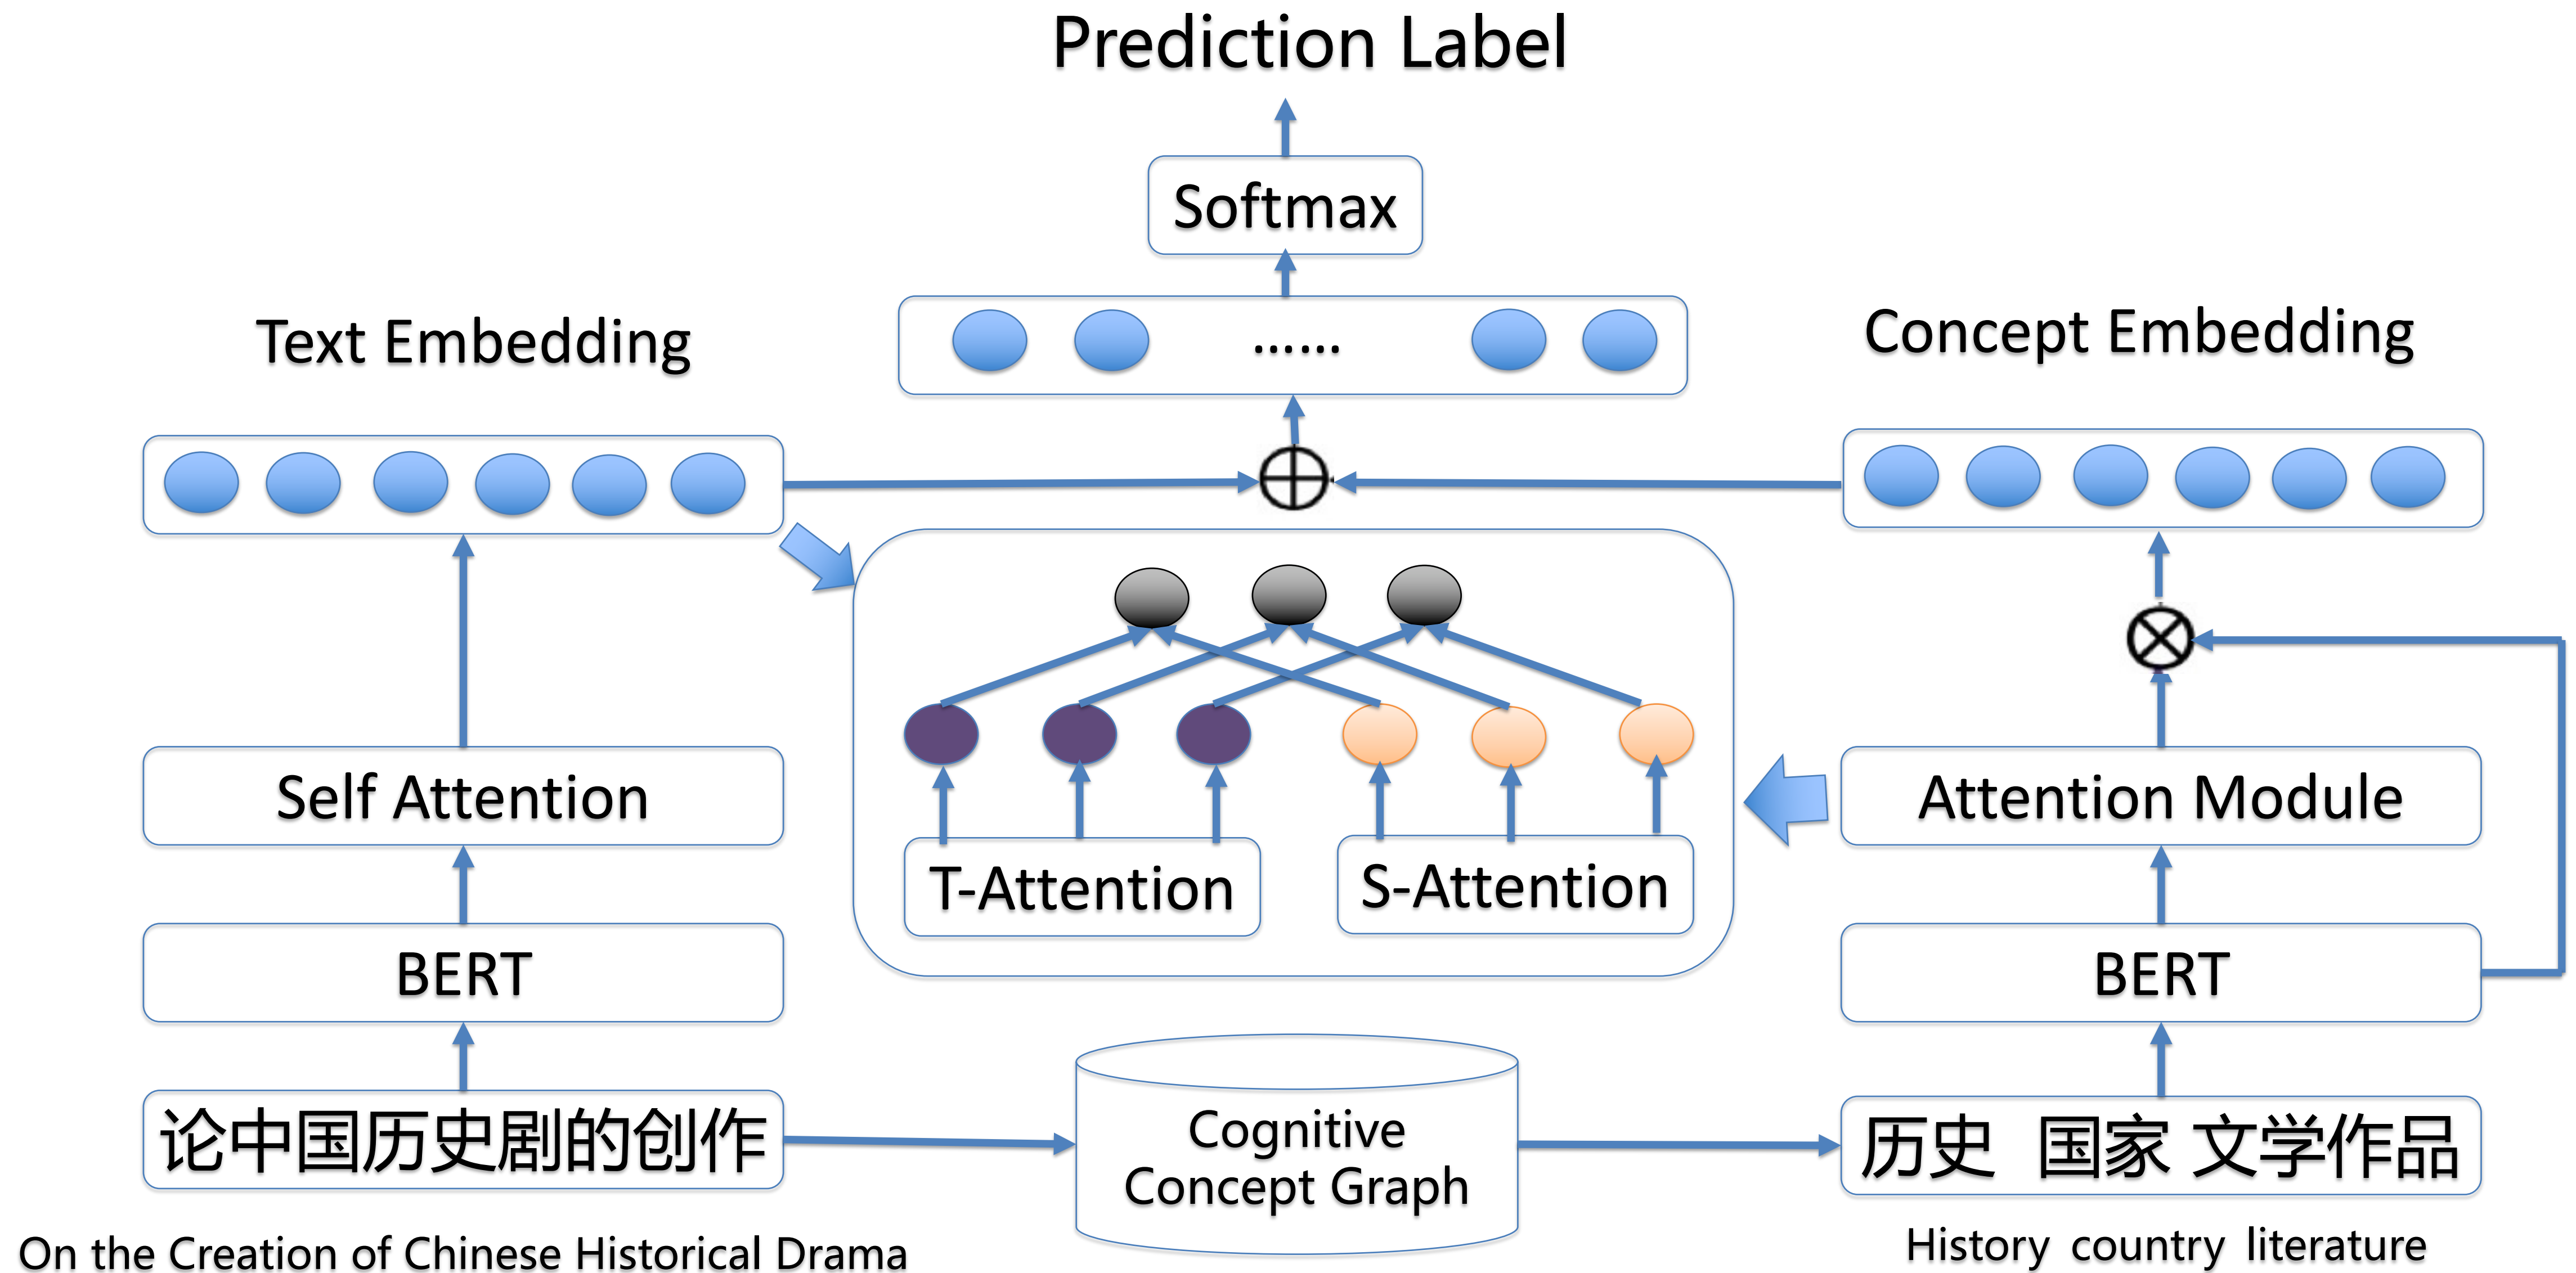 Prediction Label
Softmax
Text Embedding
......
Concept Embedding
Self Attention
Attention Module
T-Attention
S-Attention
BERT
BERT
论中国历史剧的创作
Cognitive
Concept Graph
历史 国家 文学作品
On the Creation of Chinese Historical Drama
History country literature